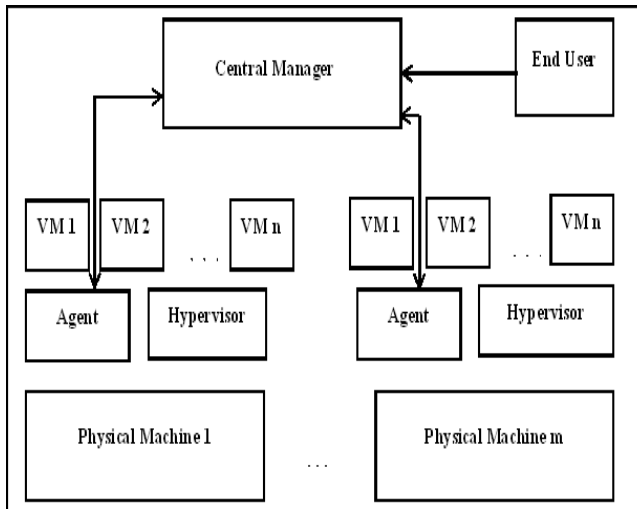 Central Manager
End User
VM 1
VM 2
. . .
VM n
VM 1
VM 2
. . .
VM n
Agent
Hypervisor
Agent
Hypervisor
Physical Machine 1
. . .
Physical Machine m